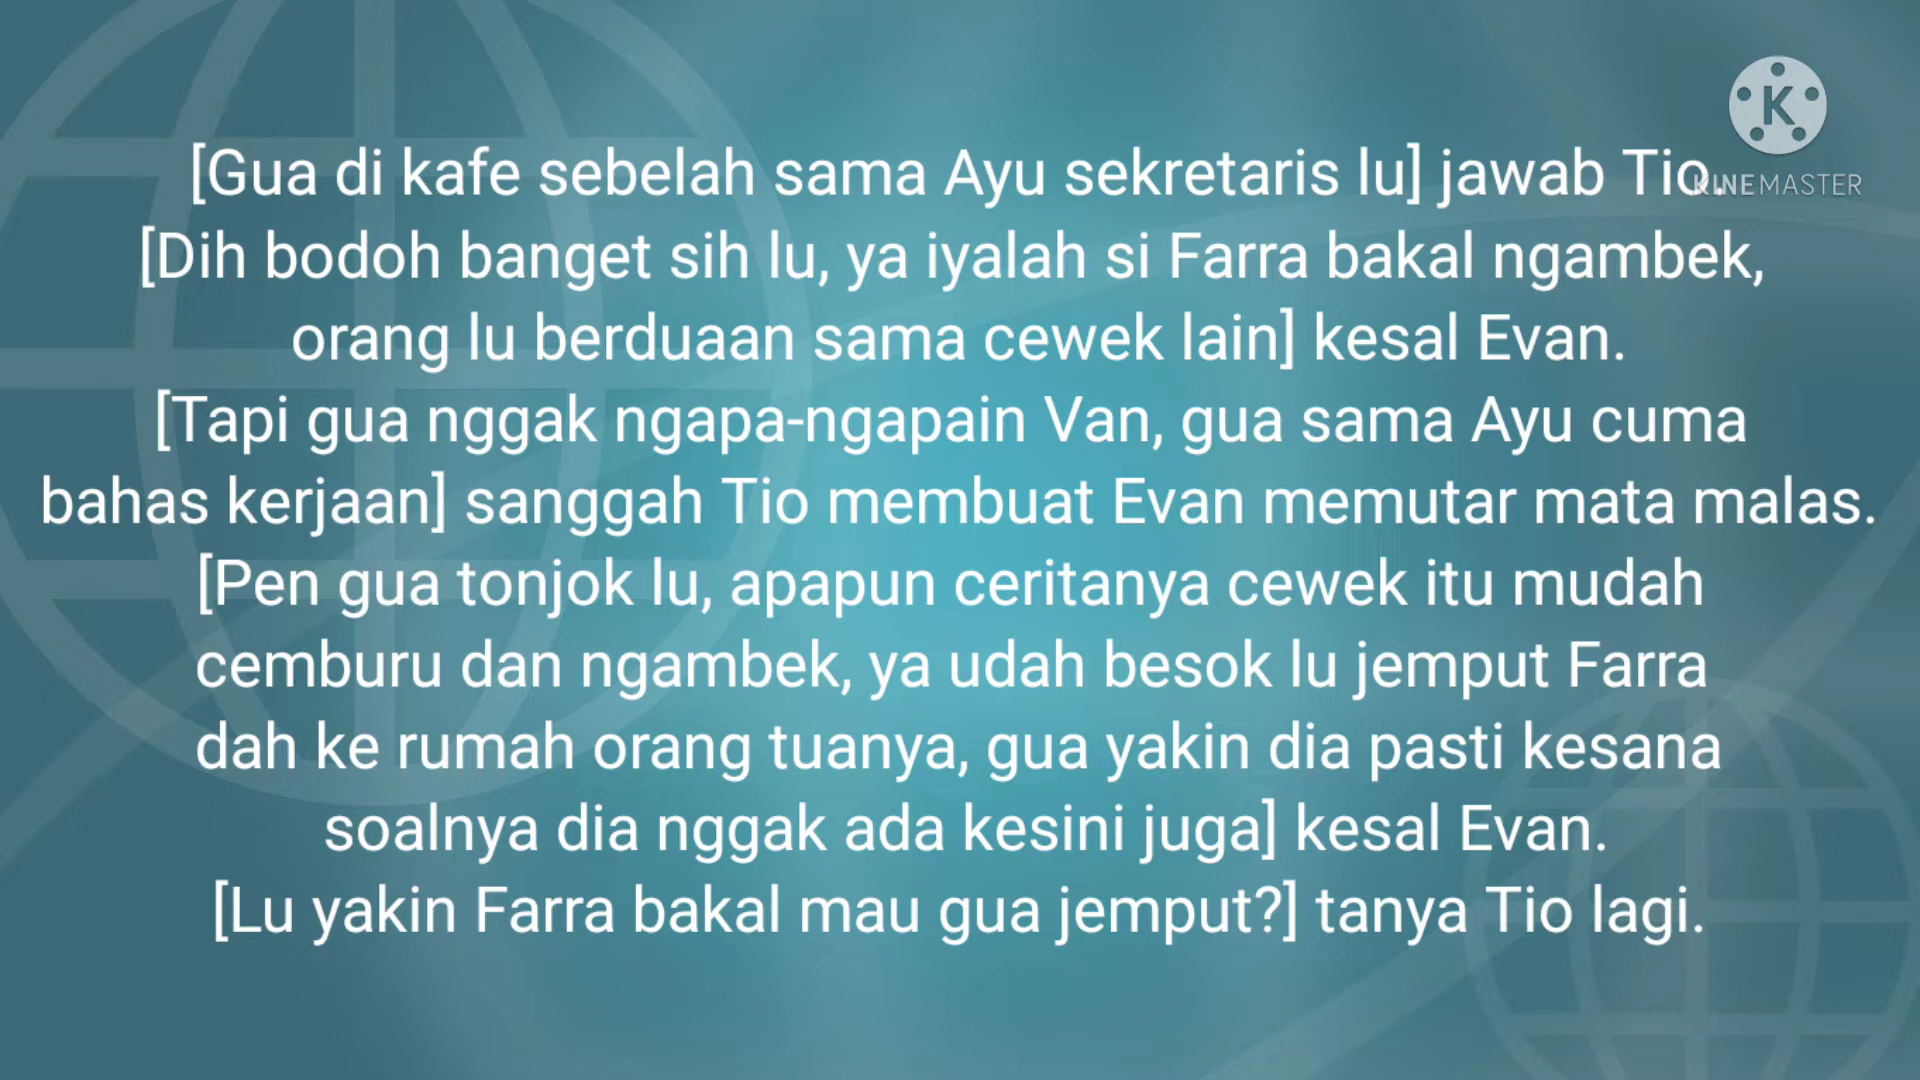 [Gua di kafe sebelah sama Ayu sekretaris lu] jawab Tio.
[Dih bodoh banget sih lu, ya iyalah si Farra bakal ngambek,
orang lu berduaan sama cewek lain] kesal Evan.
[Tapi gua nggak ngapa-ngapain Van, gua sama Ayu cuma
bahas kerjaan] sanggah Tio membuat Evan memutar mata malas.
[Pen gua tonjok lu, apapun ceritanya cewek itu mudah
cemburu dan ngambek, ya udah besok lu jemput Farra
dah ke rumah orang tuanya, gua yakin dia pasti kesana
soalnya dia nggak ada kesini juga] kesal Evan.
[Lu yakin Farra bakal mau gua jemput?] tanya Tio lagi.
K
KINEMASTER